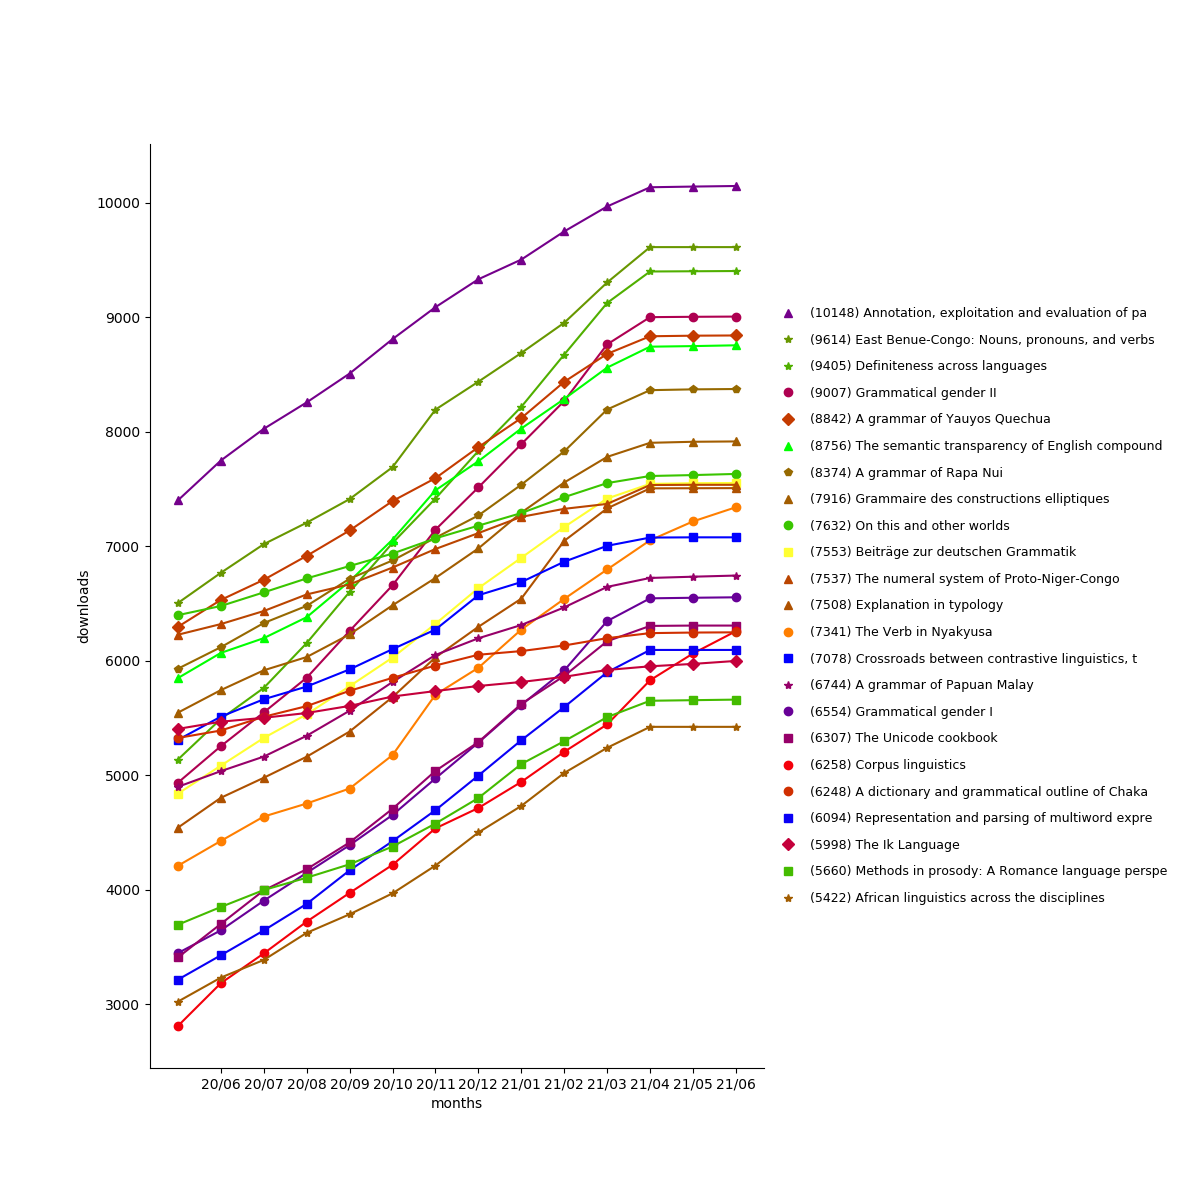 10000
9000
8000
7000
6000
5000
4000
3000
downloads
20/06 20/07 20/08 20/09 20/10 20/11 20/12 21/01 21/02 21/03 21/04 21/05 21/06
months
(10148) Annotation, exploitation and evaluation of pa
(9614) East Benue-Congo: Nouns, pronouns, and verbs
(9405) Definiteness across languages
(9007) Grammatical gender II
(8842) A grammar of Yauyos Quechua
(8756) The semantic transparency of English compound
(8374) A grammar of Rapa Nui
(7916) Grammaire des constructions elliptiques
(7632) On this and other worlds
(7553) Beiträge zur deutschen Grammatik
(7537) The numeral system of Proto-Niger-Congo
(7508) Explanation in typology
(7341) The Verb in Nyakyusa
(7078) Crossroads between contrastive linguistics, t
(6744) A grammar of Papuan Malay
(6554) Grammatical gender I
(6307) The Unicode cookbook
(6258) Corpus linguistics
(6248) A dictionary and grammatical outline of Chaka
(6094) Representation and parsing of multiword expre
(5998) The Ik Language
(5660) Methods in prosody: A Romance language perspe
(5422) African linguistics across the disciplines